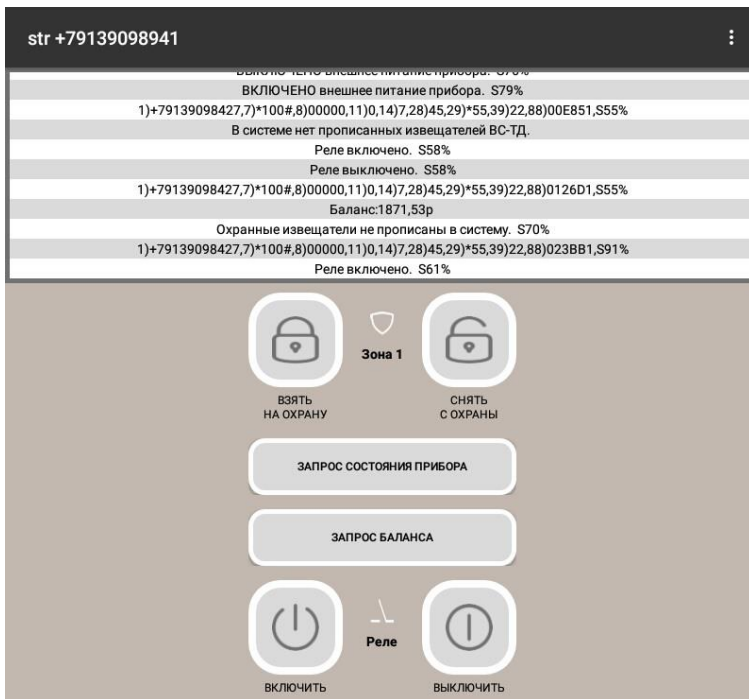 str +79139098941
ВЫКЛЮЧЕНО внешнее питание прибора. S76%
ВКЛЮЧЕНО внешнее питание прибора. S79%
1)+79139098427,7)*100#,8)00000,11)0,14)7,28)45,29)*55,39)22,88)00E851,S55%
В системе нет прописанных извещателей ВС-ТД.
Реле включено. S58%
Реле выключено. S58%
1)+79139098427,7)*100#,8)00000,11)0,14)7,28)45,29)*55,39)22,88)0126D1,S55%
Баланс:1871,53р
Охранные извещатели не прописаны в систему. S70%
1)+79139098427,7)*100#,8)00000,11)0,14)7,28)45,29)*55,39)22,88)023BB1,S91%
Реле включено. S61%
Зона 1
ВЗЯТЬ
НА ОХРАНУ
СНЯТЬ
С ОХРАНЫ
ЗАПРОС СОСТОЯНИЯ ПРИБОРА
ЗАПРОС БАЛАНСА
Реле
ВКЛЮЧИТЬ
ВЫКЛЮЧИТЬ